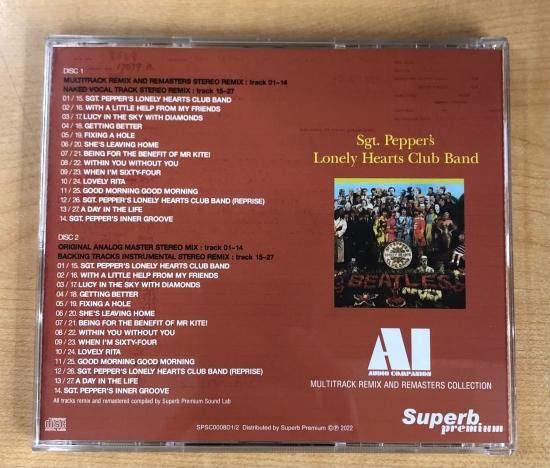 DISC 1
MULTITRACK REMIX AND REMASTERS STEREO REMIX : track 01-14
NAKED VOCAL TRACK STEREO REMIX : track 15-27
01 / 15. SGT. PEPPER'S LONELY HEARTS CLUB BAND
02 / 16. WITH A LITTLE HELP FROM MY FRIENDS
03 / 17. LUCY IN THE SKY WITH DIAMONDS
04 / 18. GETTING BETTER
05 / 19. FIXING A HOLE
06 / 20. SHE'S LEAVING HOME
07 / 21. BEING FOR THE BENEFIT OF MR KITE!
08 / 22. WITHIN YOU WITHOUT YOU
09 / 23. WHEN I'M SIXTY-FOUR
10 / 24. LOVELY RITA
11 / 25. GOOD MORNING GOOD MORNING
12 / 26. SGT. PEPPER'S LONELY HEARTS CLUB BAND (REPRISE)
13 / 27. A DAY IN THE LIFE
14. SGT. PEPPER'S INNER GROOVE
DISC 2
ORIGINAL ANALOG MASTER STEREO MIX : track 01-14
BACKING TRACKS INSTRUMENTAL STEREO REMIX : track 15-27
01 / 15. SGT. PEPPER'S LONELY HEARTS CLUB BAND
02 / 16. WITH A LITTLE HELP FROM MY FRIENDS
03 / 17. LUCY IN THE SKY WITH DIAMONDS
04 / 18. GETTING BETTER
05 / 19. FIXING A HOLE
06 / 20. SHE'S LEAVING HOME
07 / 21. BEING FOR THE BENEFIT OF MR KITE!
08 / 22. WITHIN YOU WITHOUT YOU
09 / 23. WHEN I'M SIXTY-FOUR
10 / 24. LOVELY RITA
11 / 25. GOOD MORNING GOOD MORNING
12 / 26. SGT. PEPPER'S LONELY HEARTS CLUB BAND (REPRISE)
13 / 27 A DAY IN THE LIFE
14. SGT. PEPPER'S INNER GROOVE
All tracks remix and remastered compiled by Superb Premium Sound Lab
Sgt. Pepper's
Lonely Hearts Club Band
BEATLES
AI
AUDIO COMPANION
MULTITRACK REMIX AND REMASTERS COLLECTION
Superb
premium
SPSC0008D1/2 Distributed by Superb Premium ©℗ 2022